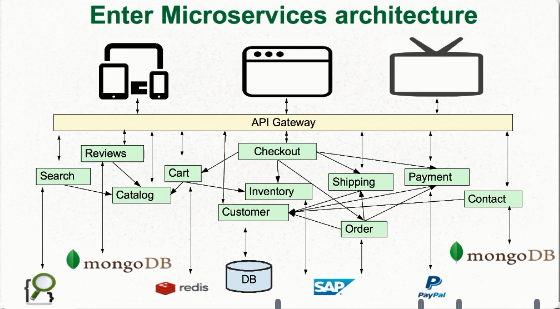 Enter Microservices architecture
API Gateway
Reviews
Checkout
Search
Cart
Shipping
Payment
Catalog
Inventory
Contact
Customer
Order
mongoDB
mongoDB
redis
DB
SAP
PayPal